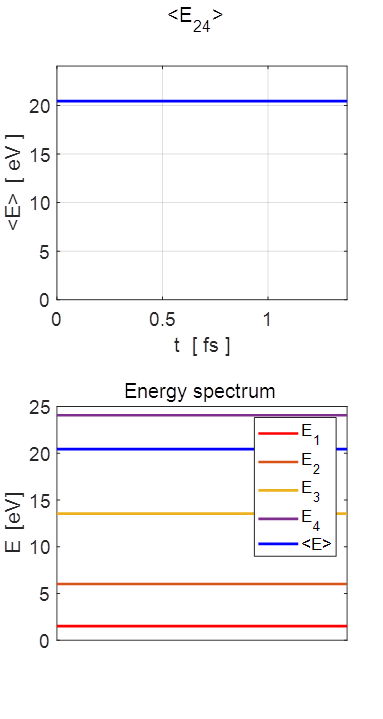 <E24>
<E> [ eV ]
20
15
10
5
0
0 0.5 1
t [ fs ]
Energy spectrum
E [eV]
25
20
15
10
5
0
E1
E2
E3
E4
<E>